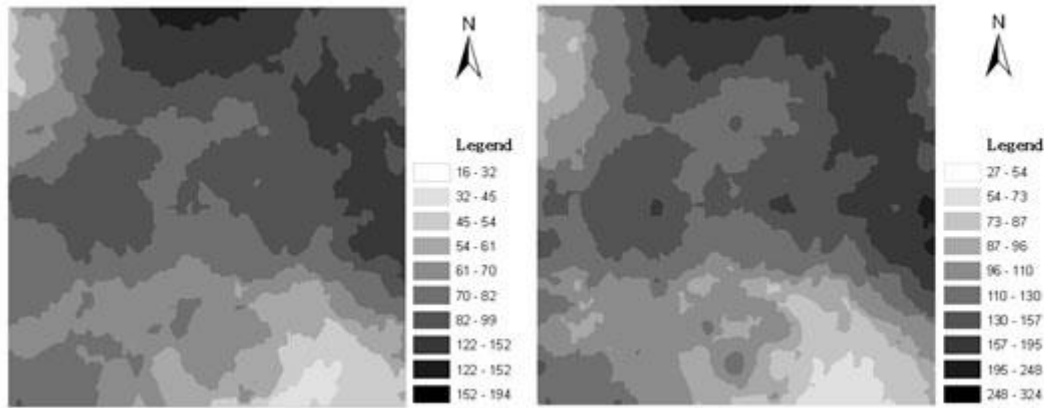 N
Legend
16 - 32
32 - 45
45 - 54
54 - 61
61 - 70
70 - 82
82 - 99
122 - 152
122 - 152
152 - 194
N
Legend
27 - 54
54 - 73
73 - 87
87 - 96
96 - 110
110 - 130
130 - 157
157 - 195
195 - 248
248 - 324